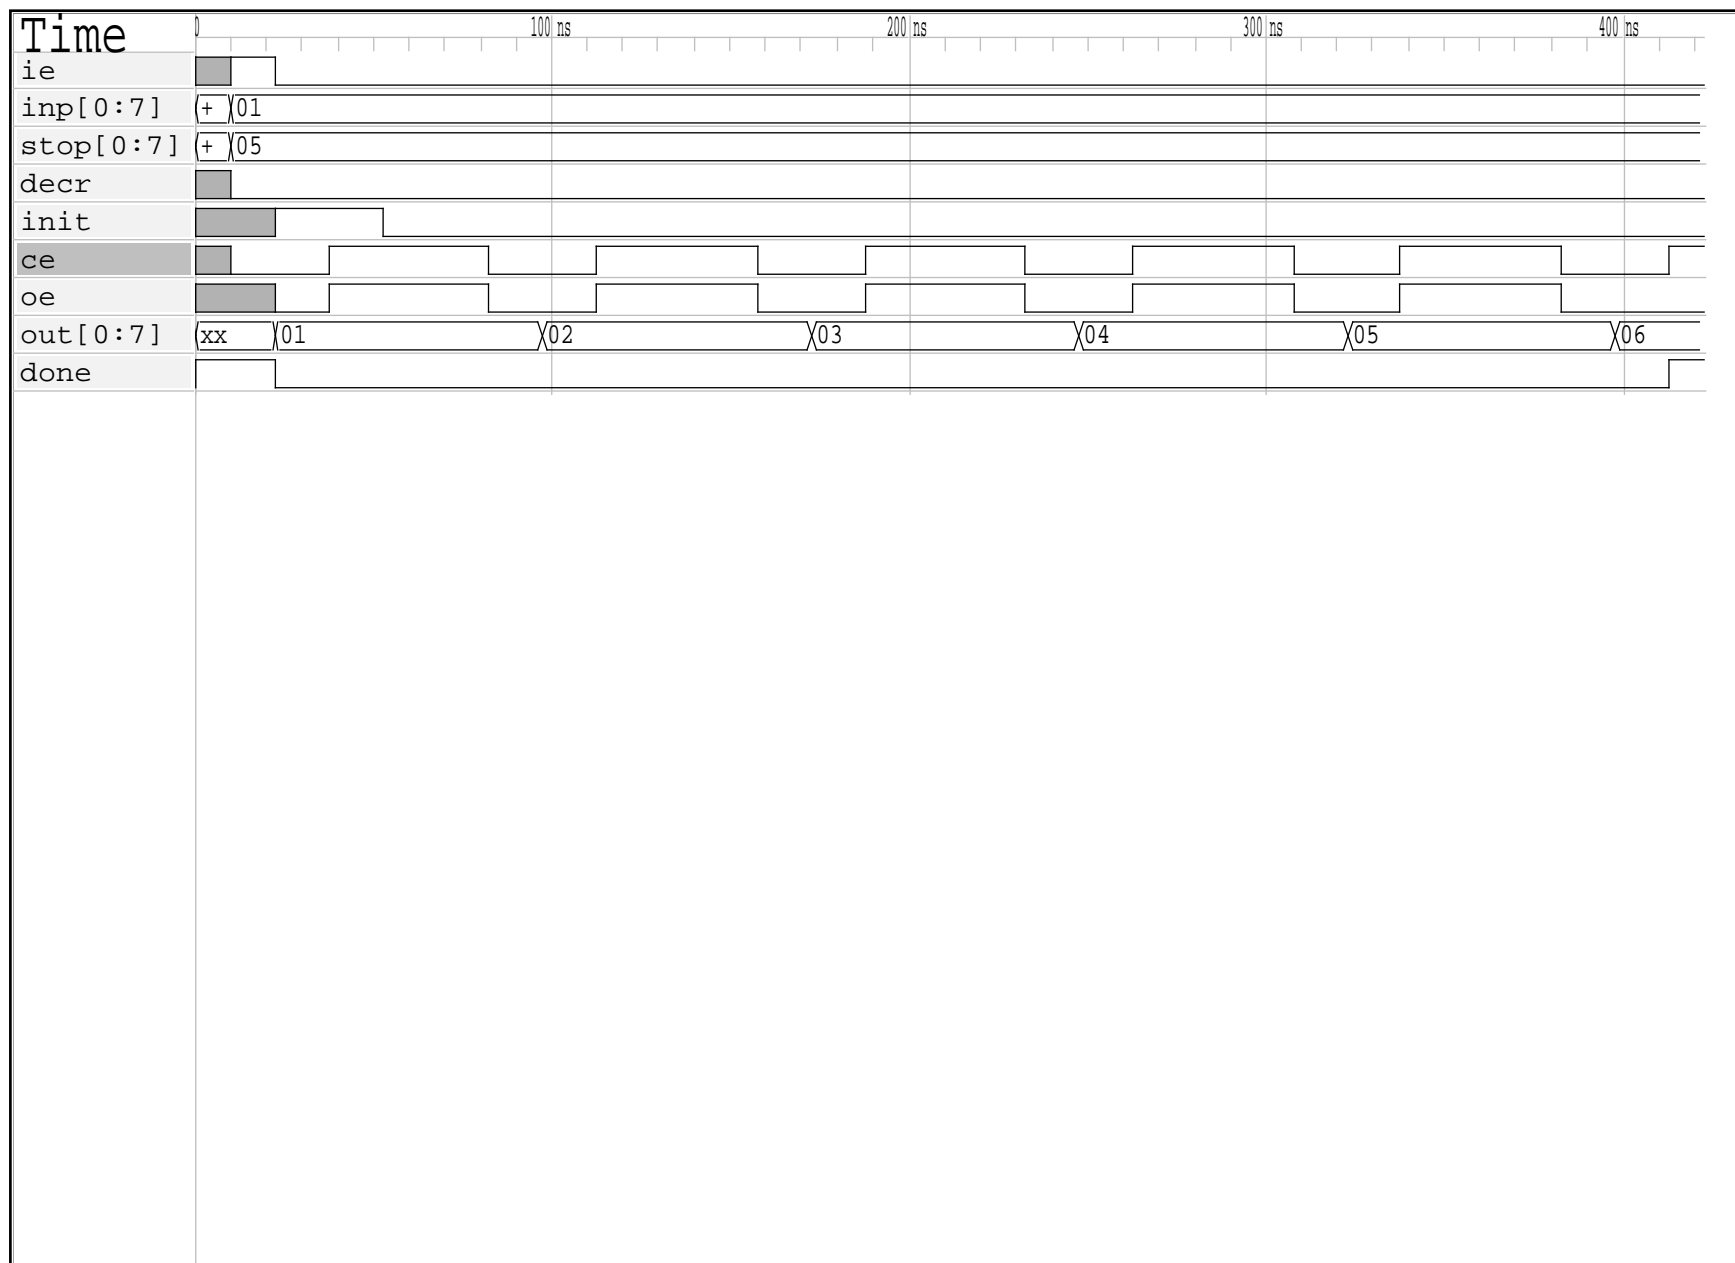 Time 0 100 ns 200 ns 300 ns 400 ns
ie
inp[0:7] + 01
stop[0:7] + 05
decr
init
ce
oe
out[0:7] xx 01 02 03 04 05 06
done